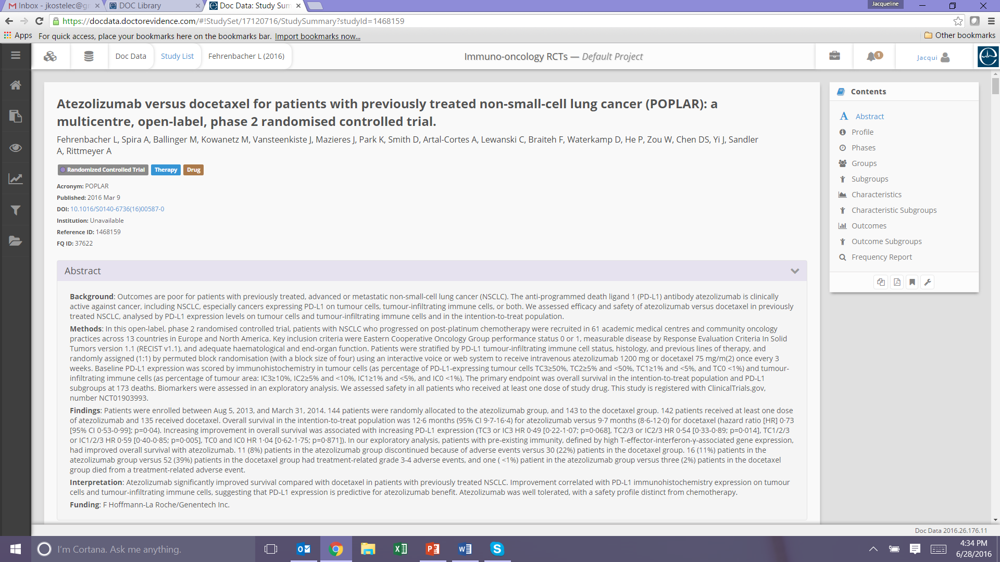 Inbox - jkostelec@g
DOC Library
Doc Data: Study Sum
Jacqueline
https://docdata.doctorevidence.com/#!StudySet/17120716/StudySummary?studyId=1468159
Apps For quick access, place your bookmarks here on the bookmarks bar. Import bookmarks now... Other bookmarks
Doc Data Study List Fehrenbacher L (2016) Immuno-oncology RCTs — Default Project 1 Jacqui
Atezolizumab versus docetaxel for patients with previously treated non-small-cell lung cancer (POPLAR): a
multicentre, open-label, phase 2 randomised controlled trial.
Fehrenbacher L, Spira A, Ballinger M, Kowanetz M, Vansteenkiste J, Mazieres J, Park K, Smith D, Artal-Cortes A, Lewanski C, Braiteh F, Waterkamp D, He P, Zou W, Chen DS, Yi J, Sandler
A, Rittmeyer A
Randomized Controlled Trial Therapy Drug
Acronym: POPLAR
Published: 2016 Mar 9
DOI: 10.1016/S0140-6736(16)00587-0
Institution: Unavailable
Reference ID: 1468159
FQ ID: 37622
Abstract
Background: Outcomes are poor for patients with previously treated, advanced or metastatic non-small-cell lung cancer (NSCLC). The anti-programmed death ligand 1 (PD-L1) antibody atezolizumab is clinically
active against cancer, including NSCLC, especially cancers expressing PD-L1 on tumour cells, tumour-infiltrating immune cells, or both. We assessed efficacy and safety of atezolizumab versus docetaxel in previously
treated NSCLC, analysed by PD-L1 expression levels on tumour cells and tumour-infiltrating immune cells and in the intention-to-treat population.
Methods: In this open-label, phase 2 randomised controlled trial, patients with NSCLC who progressed on post-platinum chemotherapy were recruited in 61 academic medical centres and community oncology
practices across 13 countries in Europe and North America. Key inclusion criteria were Eastern Cooperative Oncology Group performance status 0 or 1, measurable disease by Response Evaluation Criteria In Solid
Tumors version 1.1 (RECIST v1.1), and adequate haematological and end-organ function. Patients were stratified by PD-L1 tumour-infiltrating immune cell status, histology, and previous lines of therapy, and
randomly assigned (1:1) by permuted block randomisation (with a block size of four) using an interactive voice or web system to receive intravenous atezolizumab 1200 mg or docetaxel 75 mg/m(2) once every 3
weeks. Baseline PD-L1 expression was scored by immunohistochemistry in tumour cells (as percentage of PD-L1-expressing tumour cells TC3≥50%, TC2≥5% and <50%, TC1≥1% and <5%, and TC0 <1%) and tumour-
infiltrating immune cells (as percentage of tumour area: IC3≥10%, IC2≥5% and <10%, IC1≥1% and <5%, and IC0 <1%). The primary endpoint was overall survival in the intention-to-treat population and PD-L1
subgroups at 173 deaths. Biomarkers were assessed in an exploratory analysis. We assessed safety in all patients who received at least one dose of study drug. This study is registered with ClinicalTrials.gov,
number NCT01903993.
Findings: Patients were enrolled between Aug 5, 2013, and March 31, 2014. 144 patients were randomly allocated to the atezolizumab group, and 143 to the docetaxel group. 142 patients received at least one dose
of atezolizumab and 135 received docetaxel. Overall survival in the intention-to-treat population was 12·6 months (95% CI 9·7-16·4) for atezolizumab versus 9·7 months (8·6-12·0) for docetaxel (hazard ratio [HR] 0·73
[95% CI 0·53-0·99]; p=0·04). Increasing improvement in overall survival was associated with increasing PD-L1 expression (TC3 or IC3 HR 0·49 [0·22-1·07; p=0·068], TC2/3 or IC2/3 HR 0·54 [0·33-0·89; p=0·014], TC1/2/3
or IC1/2/3 HR 0·59 [0·40-0·85; p=0·005], TC0 and IC0 HR 1·04 [0·62-1·75; p=0·871]). In our exploratory analysis, patients with pre-existing immunity, defined by high T-effector-interferon-γ-associated gene expression,
had improved overall survival with atezolizumab. 11 (8%) patients in the atezolizumab group discontinued because of adverse events versus 30 (22%) patients in the docetaxel group. 16 (11%) patients in the
atezolizumab group versus 52 (39%) patients in the docetaxel group had treatment-related grade 3-4 adverse events, and one ( <1%) patient in the atezolizumab group versus three (2%) patients in the docetaxel
group died from a treatment-related adverse event.
Interpretation: Atezolizumab significantly improved survival compared with docetaxel in patients with previously treated NSCLC. Improvement correlated with PD-L1 immunohistochemistry expression on tumour
cells and tumour-infiltrating immune cells, suggesting that PD-L1 expression is predictive for atezolizumab benefit. Atezolizumab was well tolerated, with a safety profile distinct from chemotherapy.
Funding: F Hoffmann-La Roche/Genentech Inc.
Contents
Abstract
Profile
Phases
Groups
Subgroups
Characteristics
Characteristic Subgroups
Outcomes
Outcome Subgroups
Frequency Report
Doc Data 2016.26.176.11
I'm Cortana. Ask me anything.
4:34 PM
6/28/2016